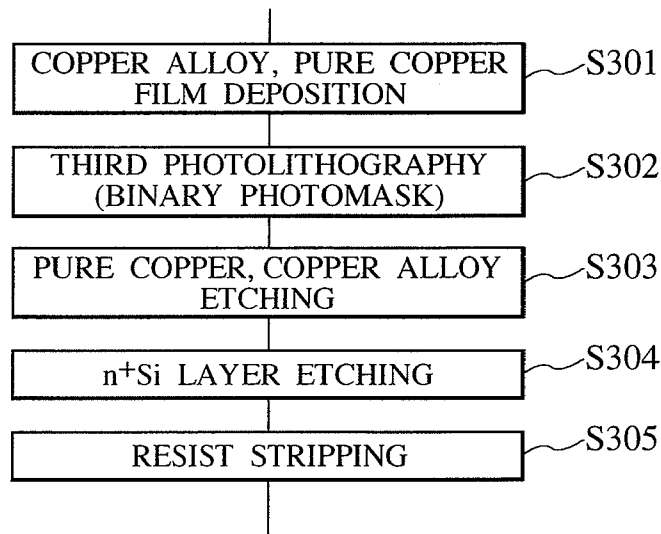 COPPER ALLOY, PURE COPPER
FILM DEPOSITION
S301
THIRD PHOTOLITHOGRAPHY
(BINARY PHOTOMASK)
S302
PURE COPPER, COPPER ALLOY
ETCHING
S303
n⁺Si LAYER ETCHING
S304
RESIST STRIPPING
S305